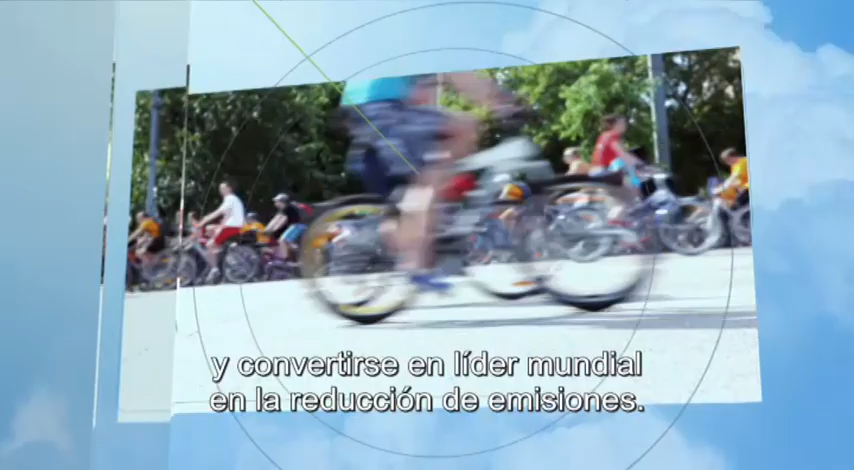 y convertirse en líder mundial
en la reducción de emisiones.